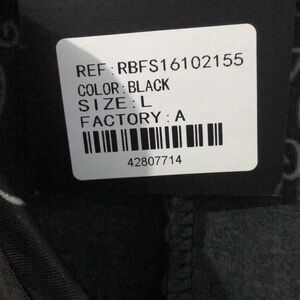 REF:RBFS16102155
COLOR:BLACK
SIZE:L
FACTORY:A
42807714